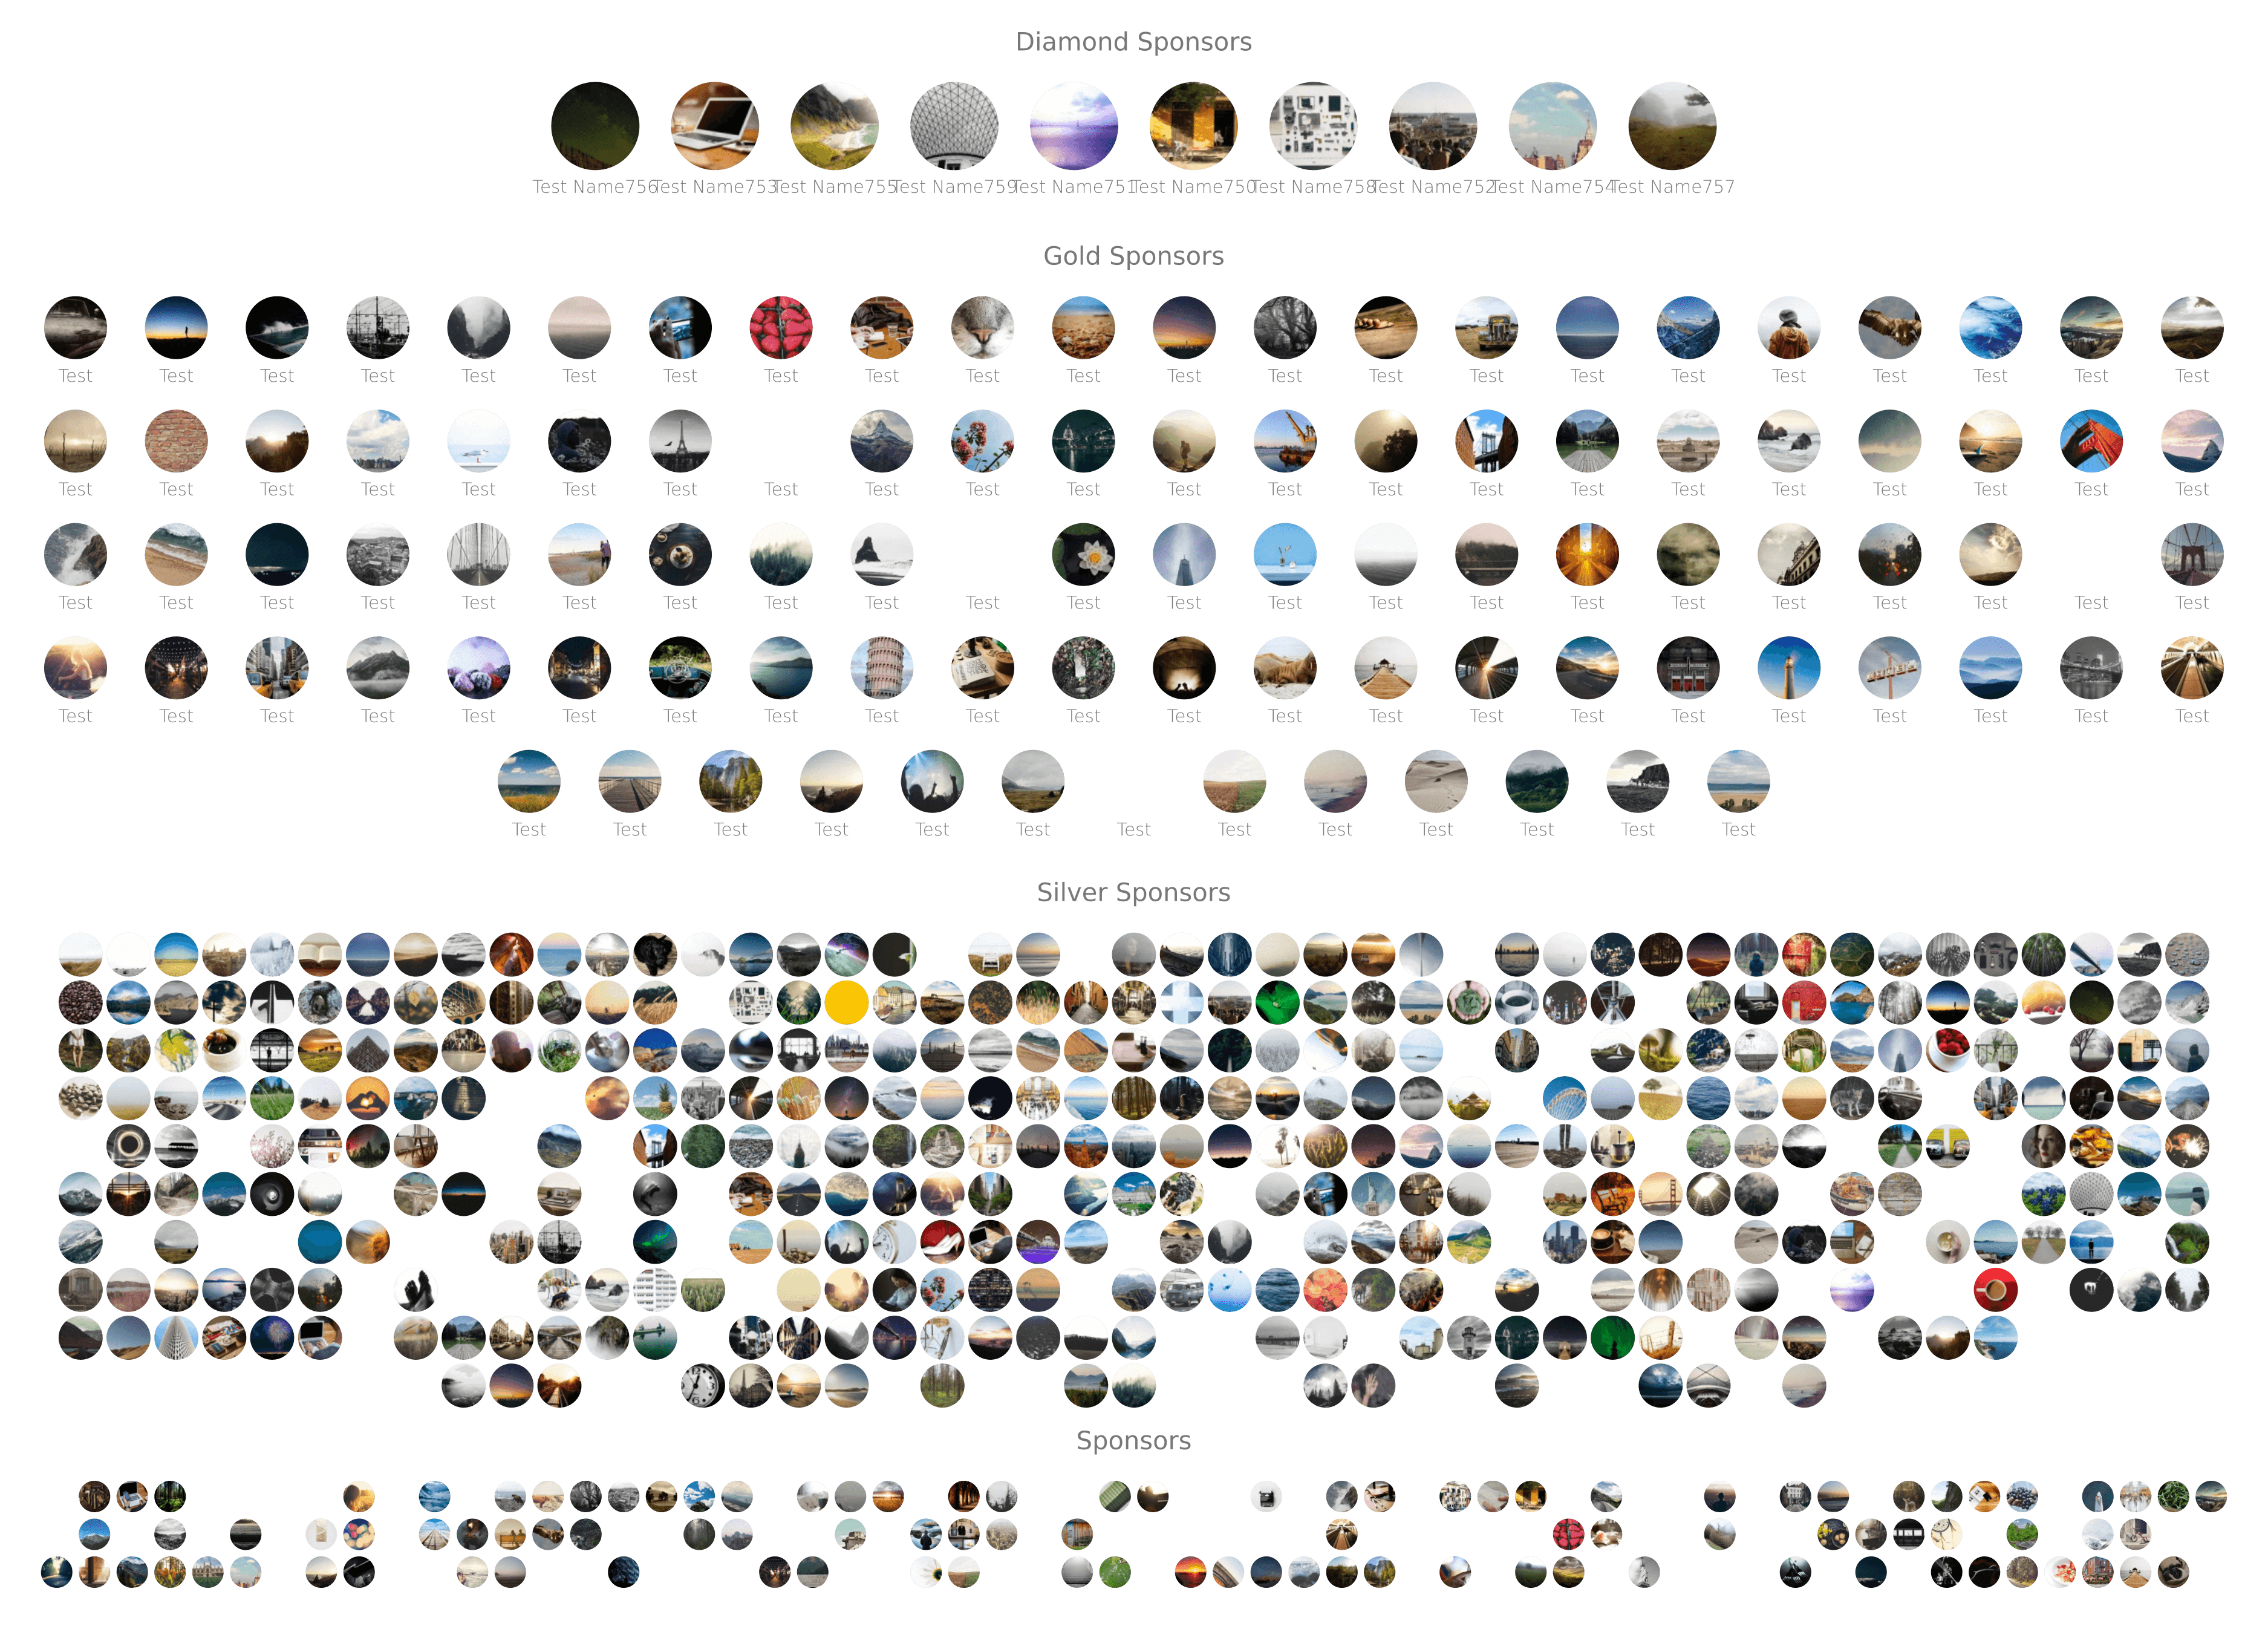 Diamond Sponsors
Test Name756 Test Name753 Test Name755 Test Name759 Test Name751 Test Name750 Test Name758 Test Name752 Test Name754 Test Name757
Gold Sponsors
Test Test Test Test Test Test Test Test Test Test Test Test Test Test Test Test Test Test Test Test Test Test
Test Test Test Test Test Test Test Test Test Test Test Test Test Test Test Test Test Test Test Test Test Test
Test Test Test Test Test Test Test Test Test Test Test Test Test Test Test Test Test Test Test Test Test Test
Test Test Test Test Test Test Test Test Test Test Test Test Test Test Test Test Test Test Test Test Test Test
Test Test Test Test Test Test Test Test Test Test Test Test Test
Silver Sponsors
Sponsors